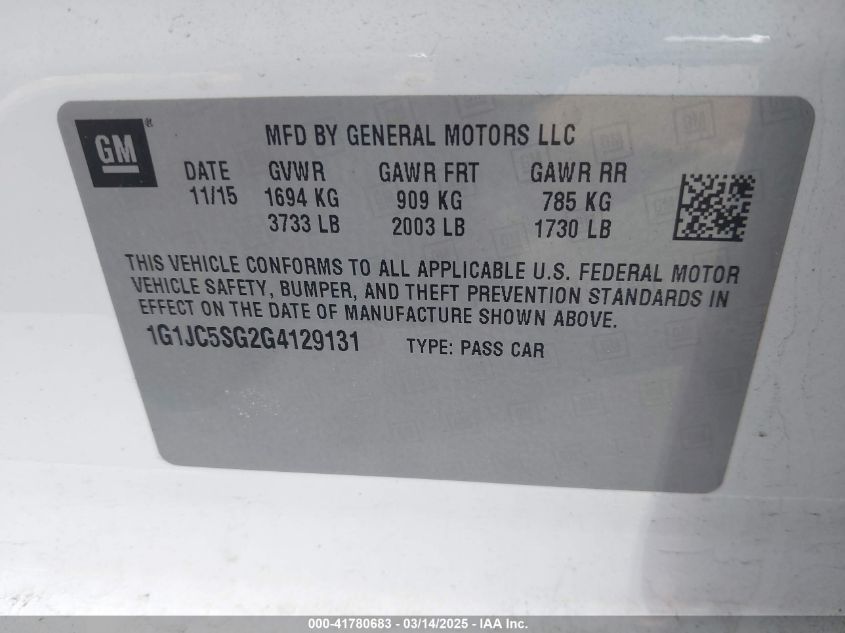 GM ®
MFD BY GENERAL MOTORS LLC
DATE GVWR GAWR FRT GAWR RR
11/15 1694 KG 909 KG 785 KG
3733 LB 2003 LB 1730 LB
THIS VEHICLE CONFORMS TO ALL APPLICABLE U.S. FEDERAL MOTOR
VEHICLE SAFETY, BUMPER, AND THEFT PREVENTION STANDARDS IN
EFFECT ON THE DATE OF MANUFACTURE SHOWN ABOVE.
1G1JC5SG2G4129131 TYPE: PASS CAR
000-41780683 - 03/14/2025 - IAA Inc.